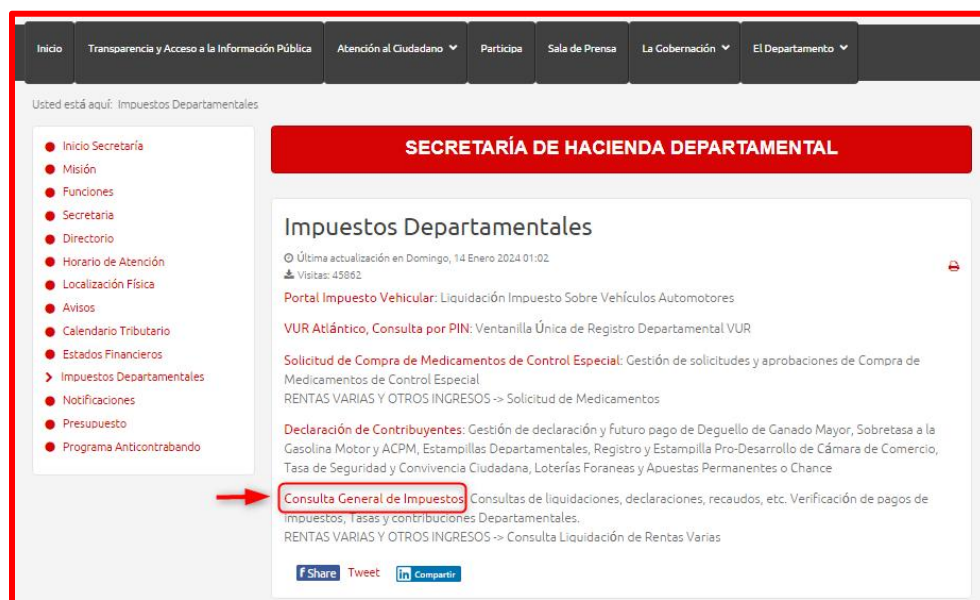 Inicio
Transparencia y Acceso a la Información Pública
Atención al Ciudadano
Participa
Sala de Prensa
La Gobernación
El Departamento
Usted está aquí: Impuestos Departamentales
Inicio Secretaría
Misión
Funciones
Secretaria
Directorio
Horario de Atención
Localización Física
Avisos
Calendario Tributario
Estados Financieros
Impuestos Departamentales
Notificaciones
Presupuesto
Programa Anticontrabando
SECRETARÍA DE HACIENDA DEPARTAMENTAL
Impuestos Departamentales
Última actualización en Domingo, 14 Enero 2024 01:02
Visitas: 45862
Portal Impuesto Vehicular: Liquidación Impuesto Sobre Vehículos Automotores
VUR Atlántico, Consulta por PIN: Ventanilla Única de Registro Departamental VUR
Solicitud de Compra de Medicamentos de Control Especial: Gestión de solicitudes y aprobaciones de Compra de
Medicamentos de Control Especial
RENTAS VARIAS Y OTROS INGRESOS -> Solicitud de Medicamentos
Declaración de Contribuyentes: Gestión de declaración y futuro pago de Deguello de Ganado Mayor, Sobretasa a la
Gasolina Motor y ACPM, Estampillas Departamentales, Registro y Estampilla Pro-Desarrollo de Cámara de Comercio,
Tasa de Seguridad y Convivencia Ciudadana, Loterías Foraneas y Apuestas Permanentes o Chance
Consulta General de Impuestos Consultas de liquidaciones, declaraciones, recaudos, etc. Verificación de pagos de
Impuestos, Tasas y contribuciones Departamentales.
RENTAS VARIAS Y OTROS INGRESOS -> Consulta Liquidación de Rentas Varias
f Share Tweet in Compartir